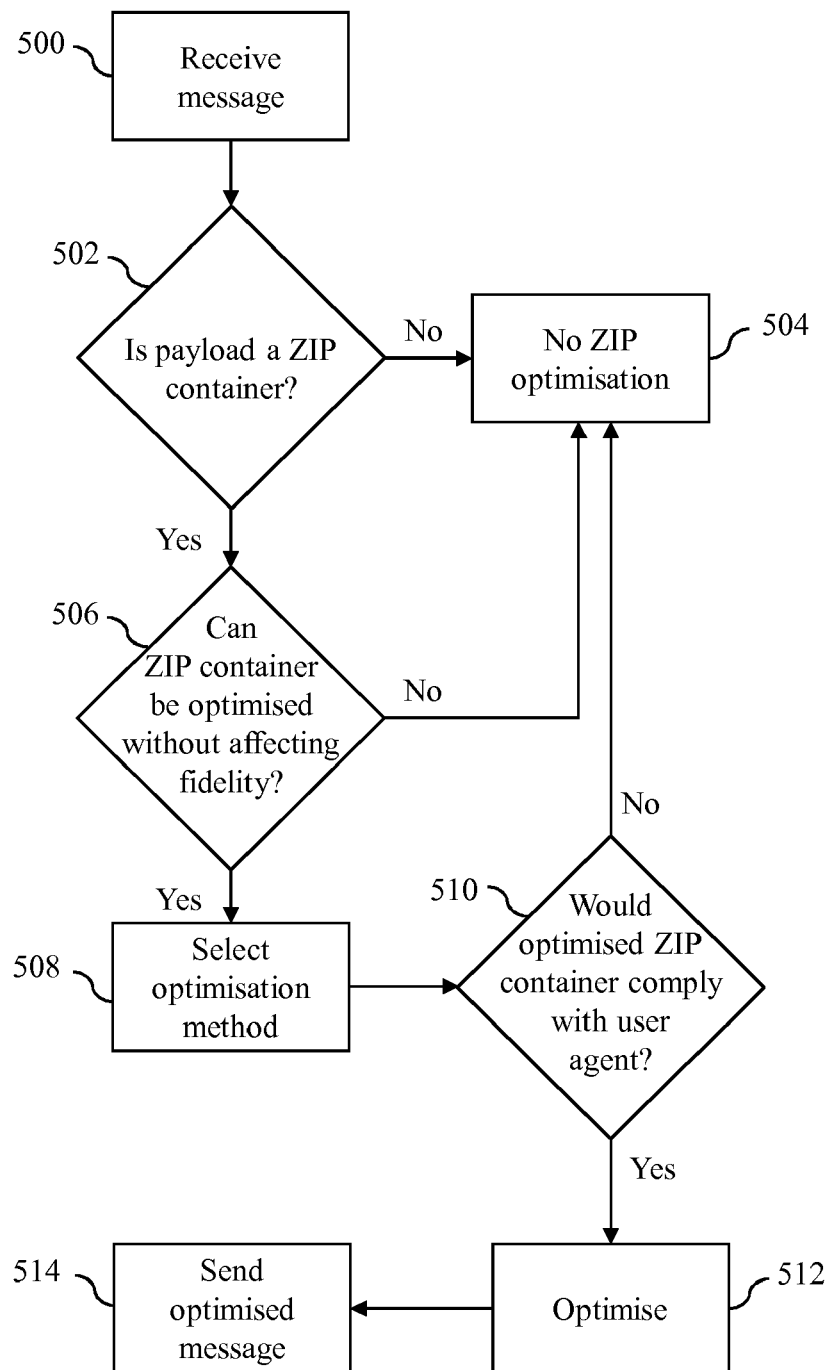 500
Receive
message
502
Is payload a ZIP
container?
No
No ZIP
optimisation
504
Yes
506
Can
ZIP container
be optimised
without affecting
fidelity?
No
Yes
508
Select
optimisation
method
510
Would
optimised ZIP
container comply
with user
agent?
No
Yes
514
Send
optimised
message
Optimise
512